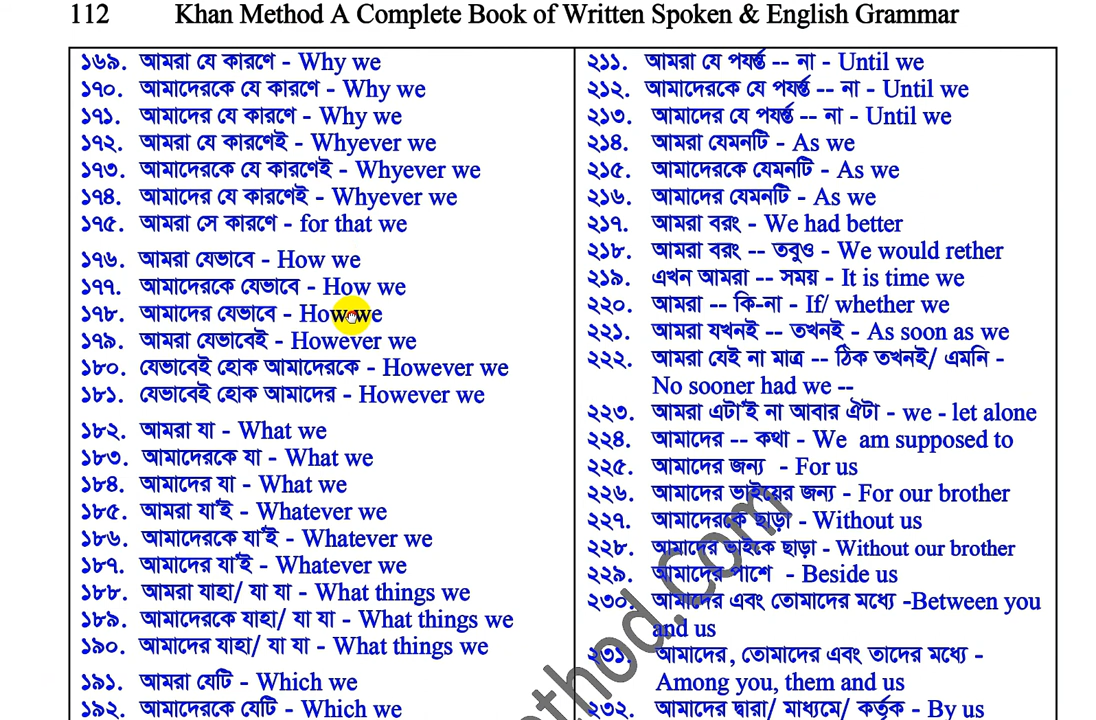 112 Khan Method A Complete Book of Written Spoken & English Grammar
১৬৯. আমরা যে কারণে - Why we
১৭০. আমাদেরকে যে কারণে - Why we
১৭১. আমাদের যে কারণে - Why we
১৭২. আমরা যে কারণেই - Whyever we
১৭৩. আমাদেরকে যে কারণেই - Whyever we
১৭৪. আমাদের যে কারণেই - Whyever we
১৭৫. আমরা সে কারণে - for that we
১৭৬. আমরা যেভাবে - How we
১৭৭. আমাদেরকে যেভাবে - How we
১৭৮. আমাদের যেভাবে - How we
১৭৯. আমরা যেভাবেই - However we
১৮০. যেভাবেই হোক আমাদেরকে - However we
১৮১. যেভাবেই হোক আমাদের - However we
১৮২. আমরা যা - What we
১৮৩. আমাদেরকে যা - What we
১৮৪. আমাদের যা - What we
১৮৫. আমরা যা'ই - Whatever we
১৮৬. আমাদেরকে যা'ই - Whatever we
১৮৭. আমাদের যা'ই - Whatever we
১৮৮. আমরা যাহা/ যা যা - What things we
১৮৯. আমাদেরকে যাহা/ যা যা - What things we
১৯০. আমাদের যাহা/ যা যা - What things we
১৯১. আমরা যেটি - Which we
১৯২. আমাদেরকে যেটি - Which we
২১১. আমরা যে পযর্ন্ত -- না - Until we
২১২. আমাদেরকে যে পযর্ন্ত -- না - Until we
২১৩. আমাদের যে পযর্ন্ত -- না - Until we
২১৪. আমরা যেমনটি - As we
২১৫. আমাদেরকে যেমনটি - As we
২১৬. আমাদের যেমনটি - As we
২১৭. আমরা বরং - We had better
২১৮. আমরা বরং -- তবুও - We would rether
২১৯. এখন আমরা -- সময় - It is time we
২২০. আমরা -- কি-না - If/ whether we
২২১. আমরা যখনই -- তখনই - As soon as we
২২২. আমরা যেই না মাত্র -- ঠিক তখনই/ এমনি -
No sooner had we --
২২৩. আমরা এটা'ই না আবার ঐটা - we - let alone
২২৪. আমাদের -- কথা - We am supposed to
২২৫. আমাদের জন্য - For us
২২৬. আমাদের ভাইয়ের জন্য - For our brother
২২৭. আমাদেরকে ছাড়া - Without us
২২৮. আমাদের ভাইকে ছাড়া - Without our brother
২২৯. আমাদের পাশে - Beside us
২৩০. আমাদের এবং তোমাদের মধ্যে -Between you
and us
২৩১. আমাদের, তোমাদের এবং তাদের মধ্যে -
Among you, them and us
২৩২. আমাদের দ্বারা/ মাধ্যমে/ কর্তৃক - By us